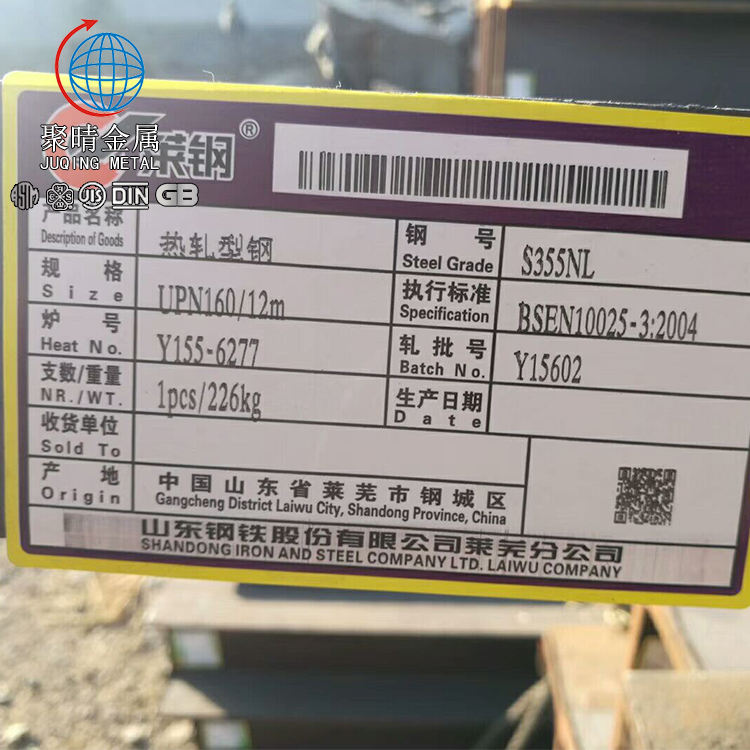 聚晴金属
JUQING METAL
莱钢®
JIS DIN GB
产品名称 热轧型钢 钢 号 S355NL
Description of Goods Steel Grade
规 格 UPN160/12m 执行标准 BSEN10025-3:2004
Size Specification
炉 号 Y155-6277 轧批号 Y15602
Heat No. Batch No.
支数/重量 1pcs/226kg 生产日期
NR./WT. Date
收货单位
Sold To
产 地 中国山东省莱芜市钢城区
Origin Gangcheng District Laiwu City, Shandong Province, China
山东钢铁股份有限公司莱芜分公司
SHANDONG IRON AND STEEL COMPANY LTD. LAIWU COMPANY